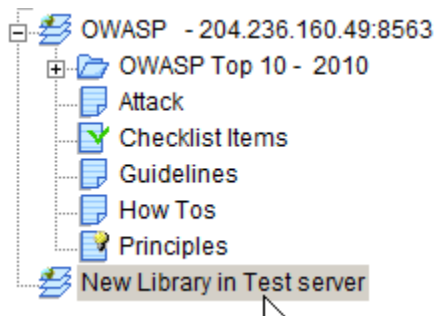 OWASP - 204.236.160.49:8563
OWASP Top 10 - 2010
Attack
Checklist Items
Guidelines
How Tos
Principles
New Library in Test server